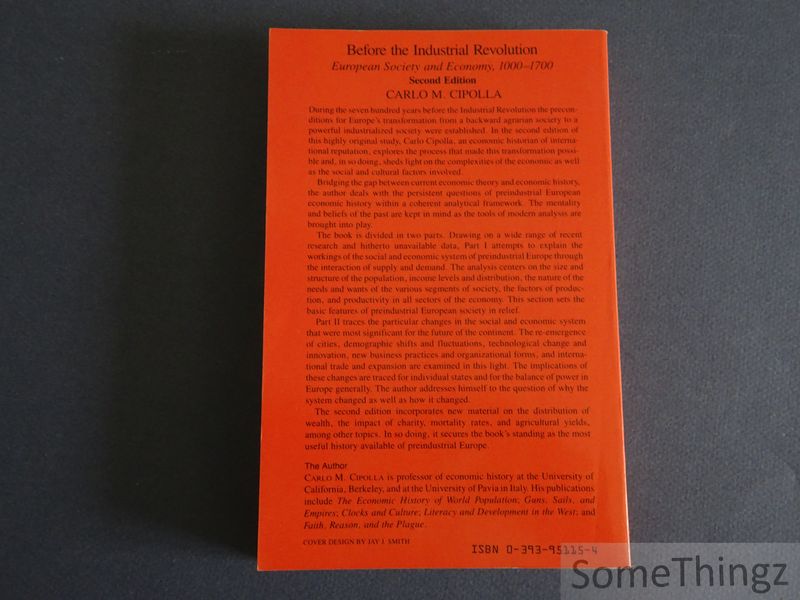 Before the Industrial Revolution
European Society and Economy, 1000–1700
Second Edition
CARLO M. CIPOLLA
During the seven hundred years before the Industrial Revolution the precon-
ditions for Europe's transformation from a backward agrarian society to a
powerful industrialized society were established. In the second edition of
this highly original study, Carlo Cipolla, an economic historian of interna-
tional reputation, explores the process that made this transformation possi-
ble and, in so doing, sheds light on the complexities of the economic as well
as the social and cultural factors involved.
Bridging the gap between current economic theory and economic history,
the author deals with the persistent questions of preindustrial European
economic history within a coherent analytical framework. The mentality
and beliefs of the past are kept in mind as the tools of modern analysis are
brought into play.
The book is divided in two parts. Drawing on a wide range of recent
research and hitherto unavailable data, Part I attempts to explain the
workings of the social and economic system of preindustrial Europe through
the interaction of supply and demand. The analysis centers on the size and
structure of the population, income levels and distribution, the nature of the
needs and wants of the various segments of society, the factors of produc-
tion, and productivity in all sectors of the economy. This section sets the
basic features of preindustrial European society in relief.
Part II traces the particular changes in the social and economic system
that were most significant for the future of the continent. The re-emergence
of cities, demographic shifts and fluctuations, technological change and
innovation, new business practices and organizational forms, and interna-
tional trade and expansion are examined in this light. The implications of
these changes are traced for individual states and for the balance of power in
Europe generally. The author addresses himself to the question of why the
system changed as well as how it changed.
The second edition incorporates new material on the distribution of
wealth, the impact of charity, mortality rates, and agricultural yields,
among other topics. In so doing, it secures the book's standing as the most
useful history available of preindustrial Europe.
The Author
CARLO M. CIPOLLA is professor of economic history at the University of
California, Berkeley, and at the University of Pavia in Italy. His publications
include The Economic History of World Population; Guns, Sails, and
Empires; Clocks and Culture; Literacy and Development in the West; and
Faith, Reason, and the Plague.
COVER DESIGN BY JAY J. SMITH
ISBN 0-393-95115-4
SomeThingz